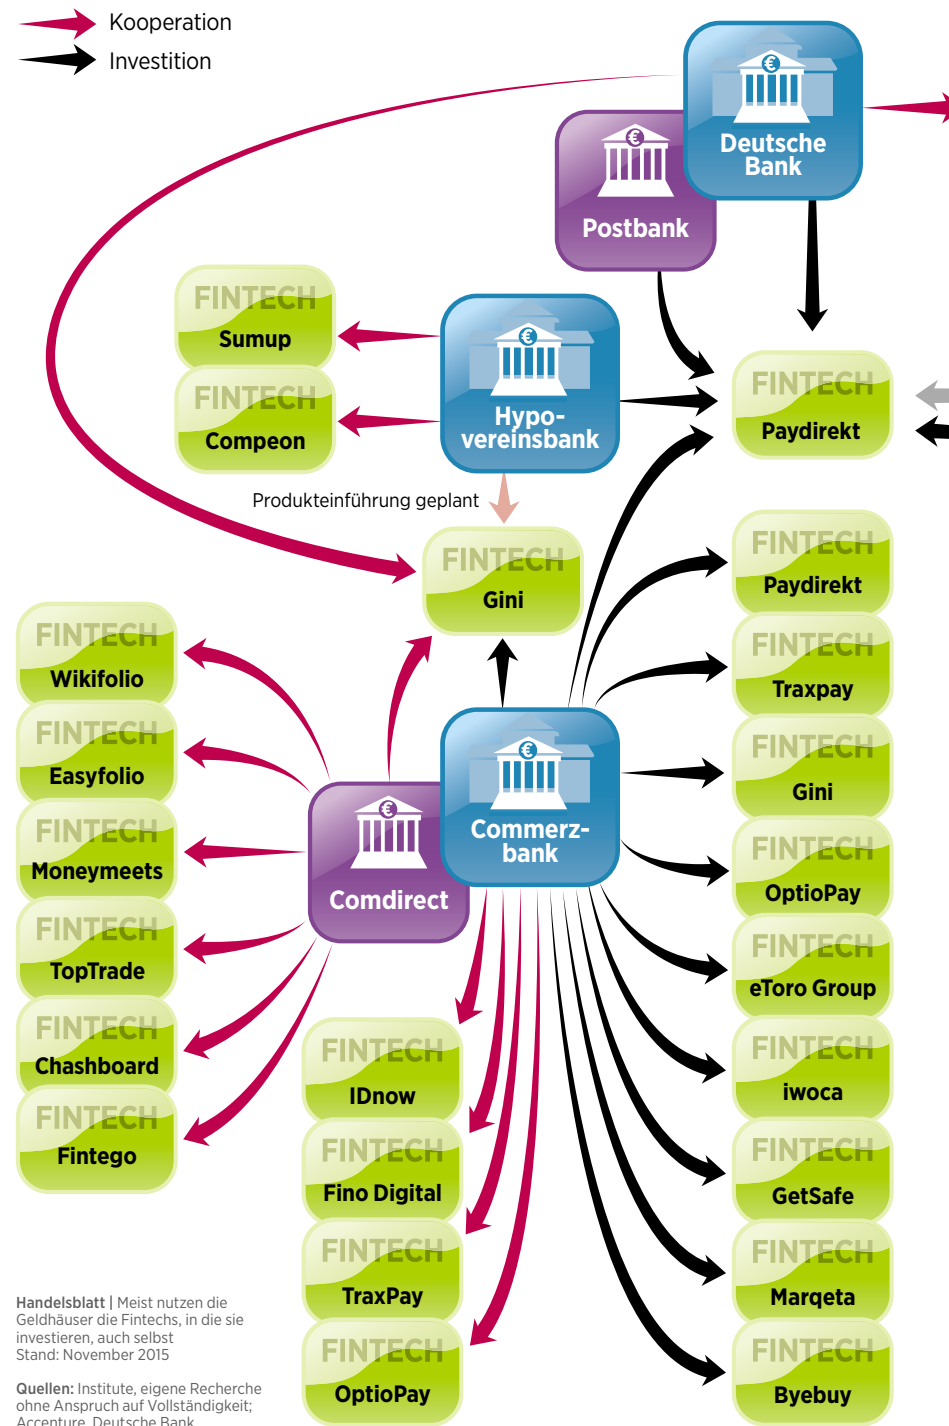 Kooperation
Investition
€
Deutsche
Bank
€
Postbank
FINTECH
Sumup
FINTECH
Compeon
€
Hypo-
vereinsbank
FINTECH
Paydirekt
Produkteinführung geplant
FINTECH
Gini
FINTECH
Wikifolio
FINTECH
Easyfolio
FINTECH
Moneymeets
FINTECH
TopTrade
FINTECH
Chashboard
FINTECH
Fintego
€
Comdirect
€
Commerz-
bank
FINTECH
Paydirekt
FINTECH
Traxpay
FINTECH
Gini
FINTECH
OptioPay
FINTECH
eToro Group
FINTECH
iwoca
FINTECH
GetSafe
FINTECH
Marqeta
FINTECH
Byebuy
FINTECH
IDnow
FINTECH
Fino Digital
FINTECH
TraxPay
FINTECH
OptioPay
Handelsblatt | Meist nutzen die
Geldhäuser die Fintechs, in die sie
investieren, auch selbst
Stand: November 2015
Quellen: Institute, eigene Recherche
ohne Anspruch auf Vollständigkeit;
Accenture, Deutsche Bank